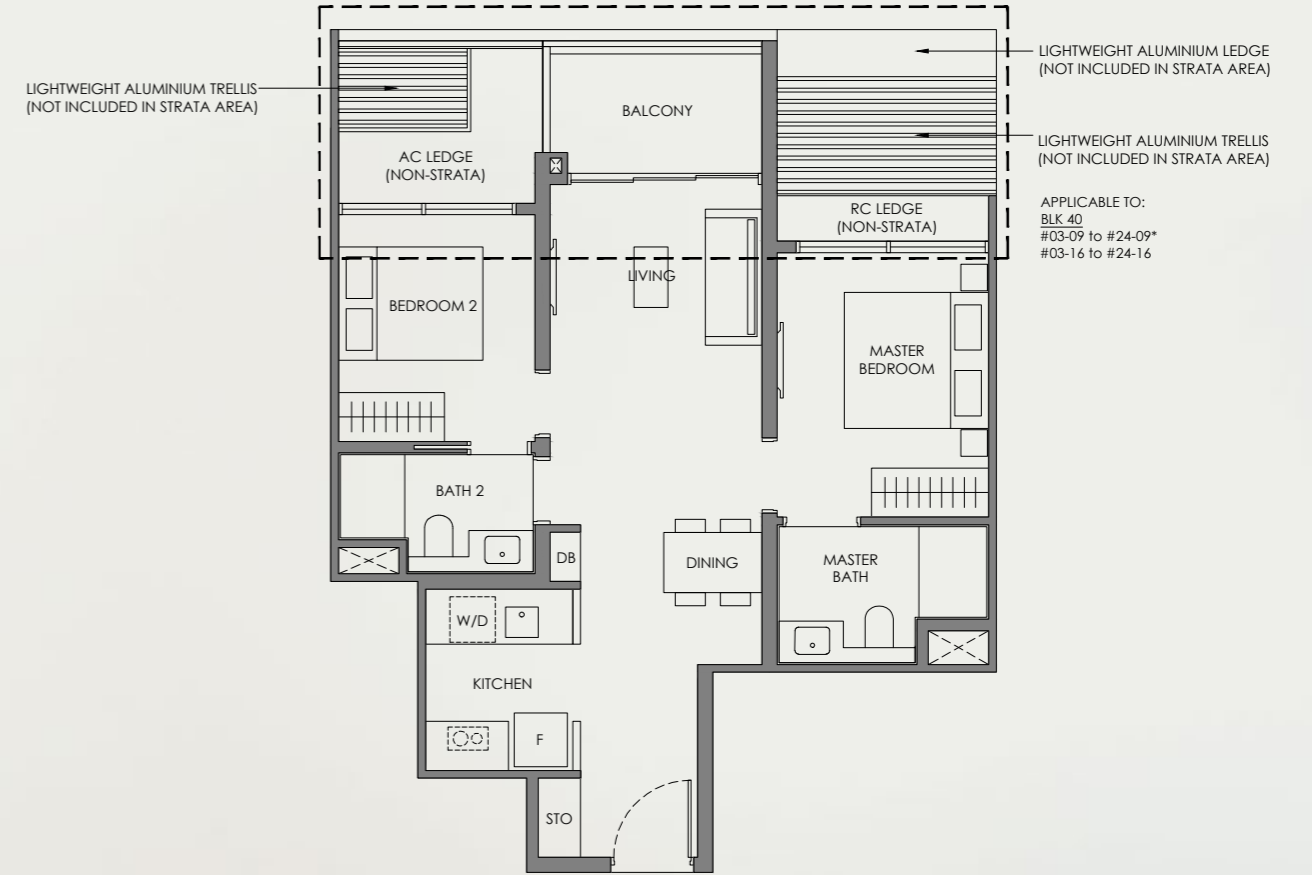 LIGHTWEIGHT ALUMINIUM LEDGE
(NOT INCLUDED IN STRATA AREA)
LIGHTWEIGHT ALUMINIUM TRELLIS
(NOT INCLUDED IN STRATA AREA)
BALCONY
LIGHTWEIGHT ALUMINIUM TRELLIS
(NOT INCLUDED IN STRATA AREA)
AC LEDGE
(NON-STRATA)
RC LEDGE
(NON-STRATA)
APPLICABLE TO:
BLK 40
#03-09 to #24-09*
#03-16 to #24-16
LIVING
BEDROOM 2
MASTER
BEDROOM
BATH 2
DB
DINING
MASTER
BATH
W/D
KITCHEN
F
STO